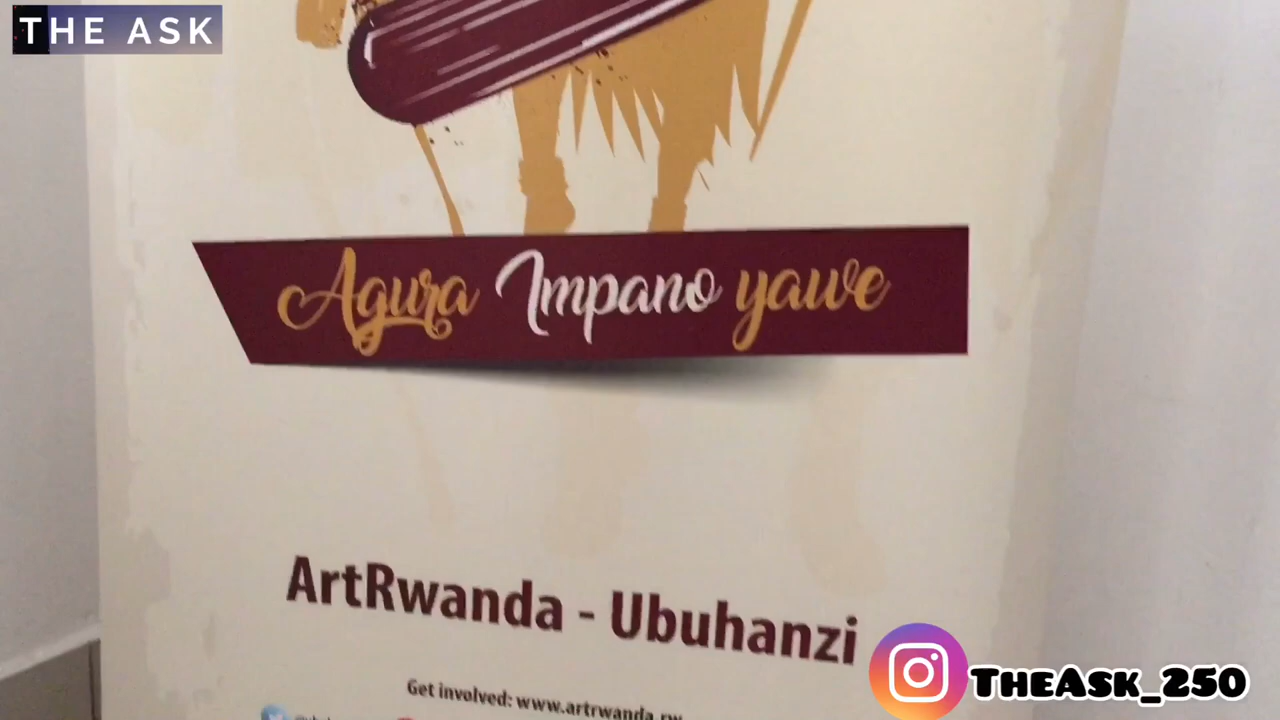 THE ASK
Agura Impano yawe
ArtRwanda - Ubuhanzi
Get involved: www.artrwanda.rw
TheAsk_250